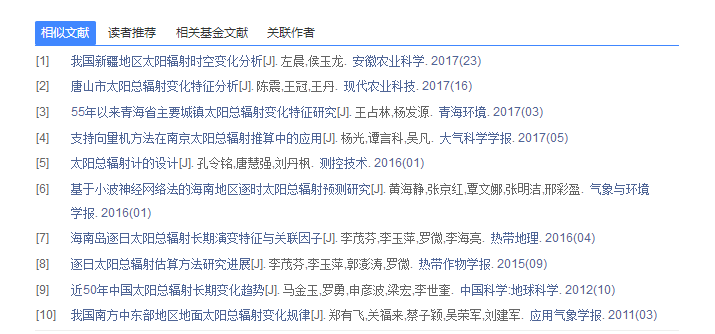 相似文献 读者推荐 相关基金文献 关联作者
[1] 我国新疆地区太阳辐射时空变化分析[J]. 左晨,侯玉龙. 安徽农业科学. 2017(23)
[2] 唐山市太阳总辐射变化特征分析[J]. 陈震,王冠,王丹. 现代农业科技. 2017(16)
[3] 55年以来青海省主要城镇太阳总辐射变化特征研究[J]. 王占林,杨发源. 青海环境. 2017(03)
[4] 支持向量机方法在南京太阳总辐射推算中的应用[J]. 杨光,谭言科,吴凡. 大气科学学报. 2017(05)
[5] 太阳总辐射计的设计[J]. 孔令铭,唐慧强,刘丹枫. 测控技术. 2016(01)
[6] 基于小波神经网络法的海南地区逐时太阳总辐射预测研究[J]. 黄海静,张京红,覃文娜,张明洁,邢彩盈. 气象与环境
学报. 2016(01)
[7] 海南岛逐日太阳总辐射长期演变特征与关联因子[J]. 李茂芬,李玉萍,罗微,李海亮. 热带地理. 2016(04)
[8] 逐日太阳总辐射估算方法研究进展[J]. 李茂芬,李玉萍,郭澎涛,罗微. 热带作物学报. 2015(09)
[9] 近50年中国太阳总辐射长期变化趋势[J]. 马金玉,罗勇,申彦波,梁宏,李世奎. 中国科学:地球科学. 2012(10)
[10] 我国南方中东部地区地面太阳总辐射变化规律[J]. 郑有飞,关福来,蔡子颖,吴荣军,刘建军. 应用气象学报. 2011(03)